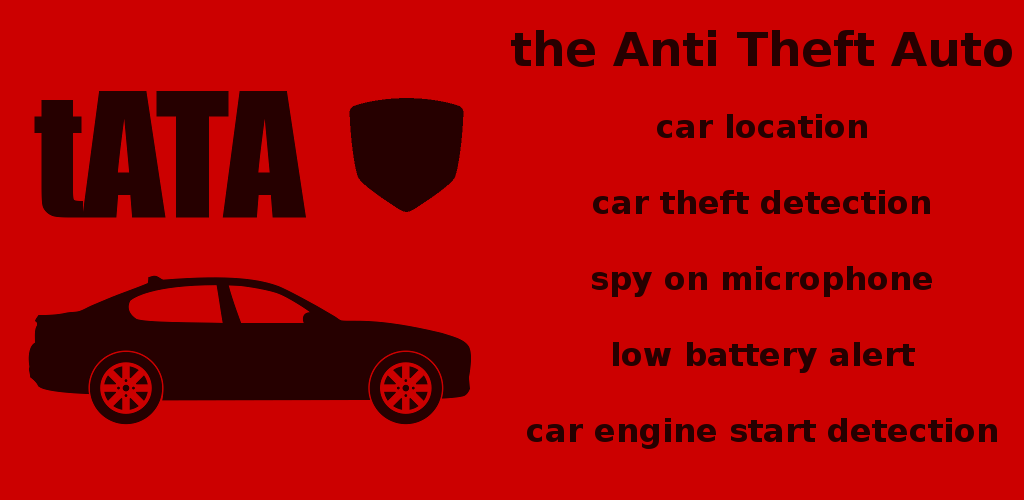 tATA
the Anti Theft Auto
car location
car theft detection
spy on microphone
low battery alert
car engine start detection